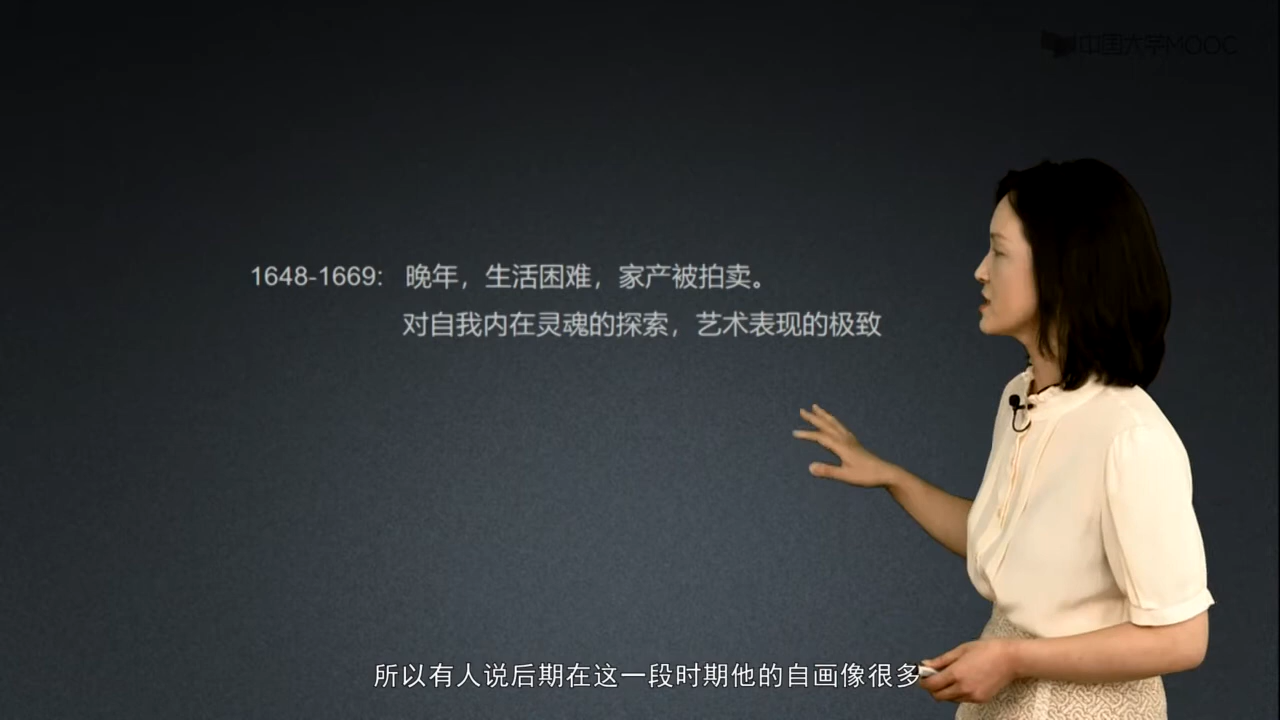 中国大学MOOC
1648-1669: 晚年，生活困难，家产被拍卖。
对自我内在灵魂的探索，艺术表现的极致
所以有人说后期在这一段时期他的自画像很多